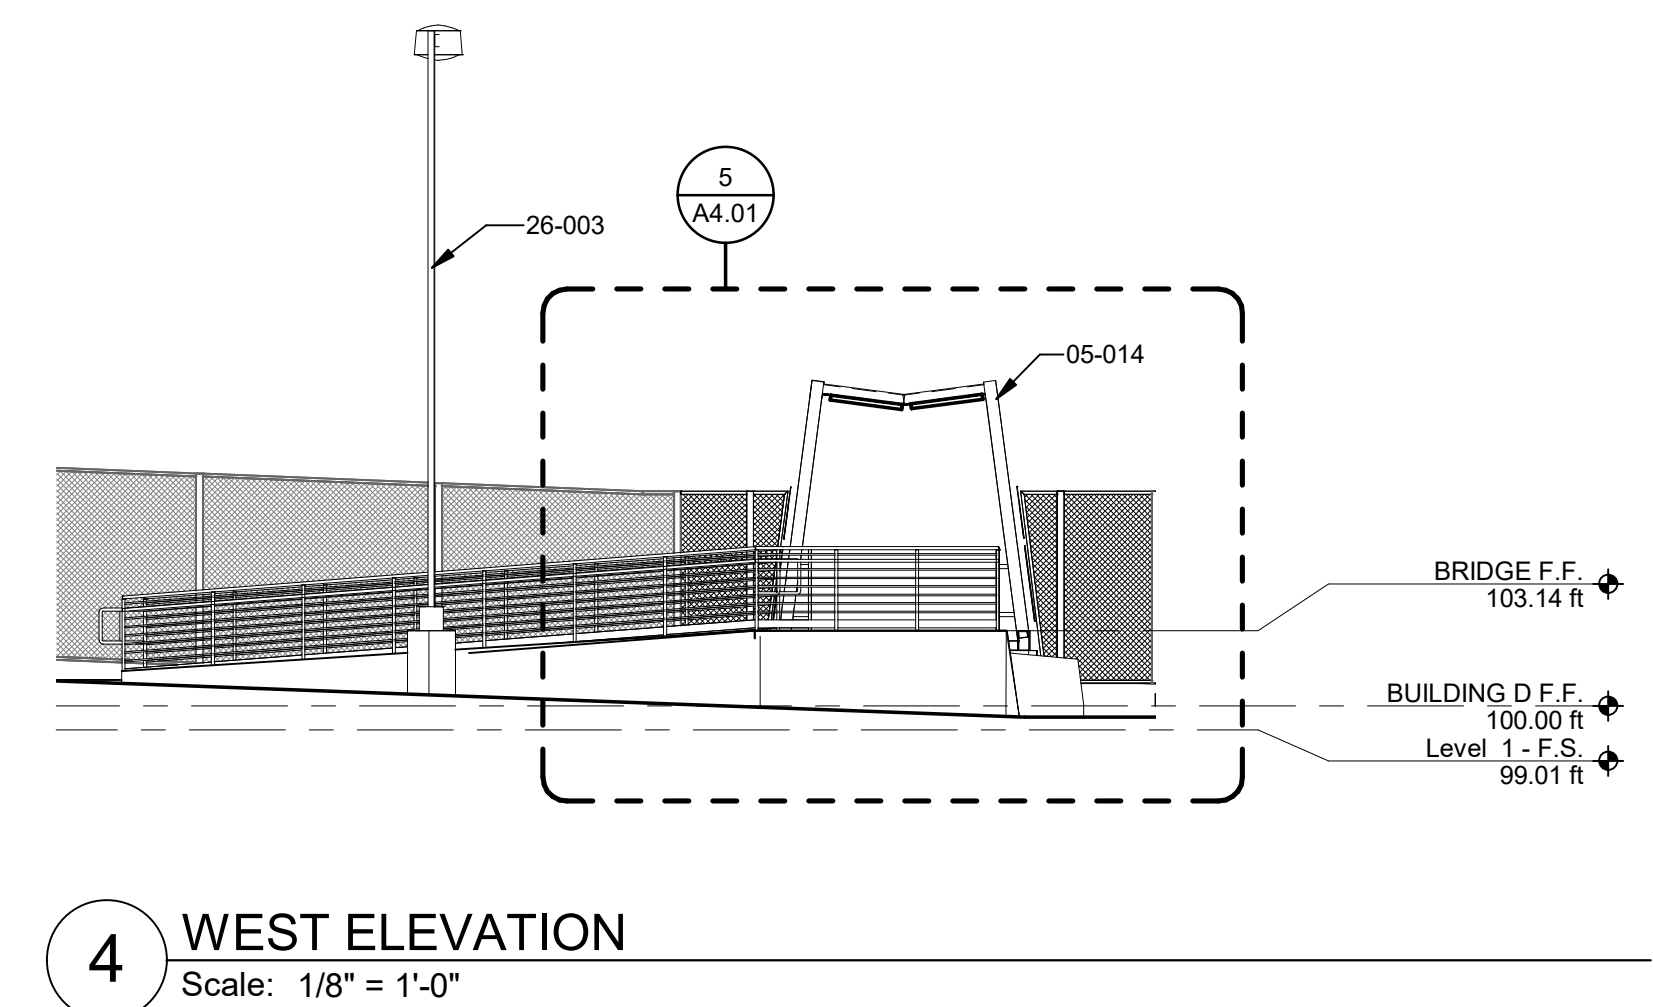 5
A4.01
26-003
05-014
BRIDGE F.F.
103.14 ft
BUILDING D F.F.
100.00 ft
Level 1 - F.S.
99.01 ft
4
WEST ELEVATION
Scale: 1/8" = 1'-0"